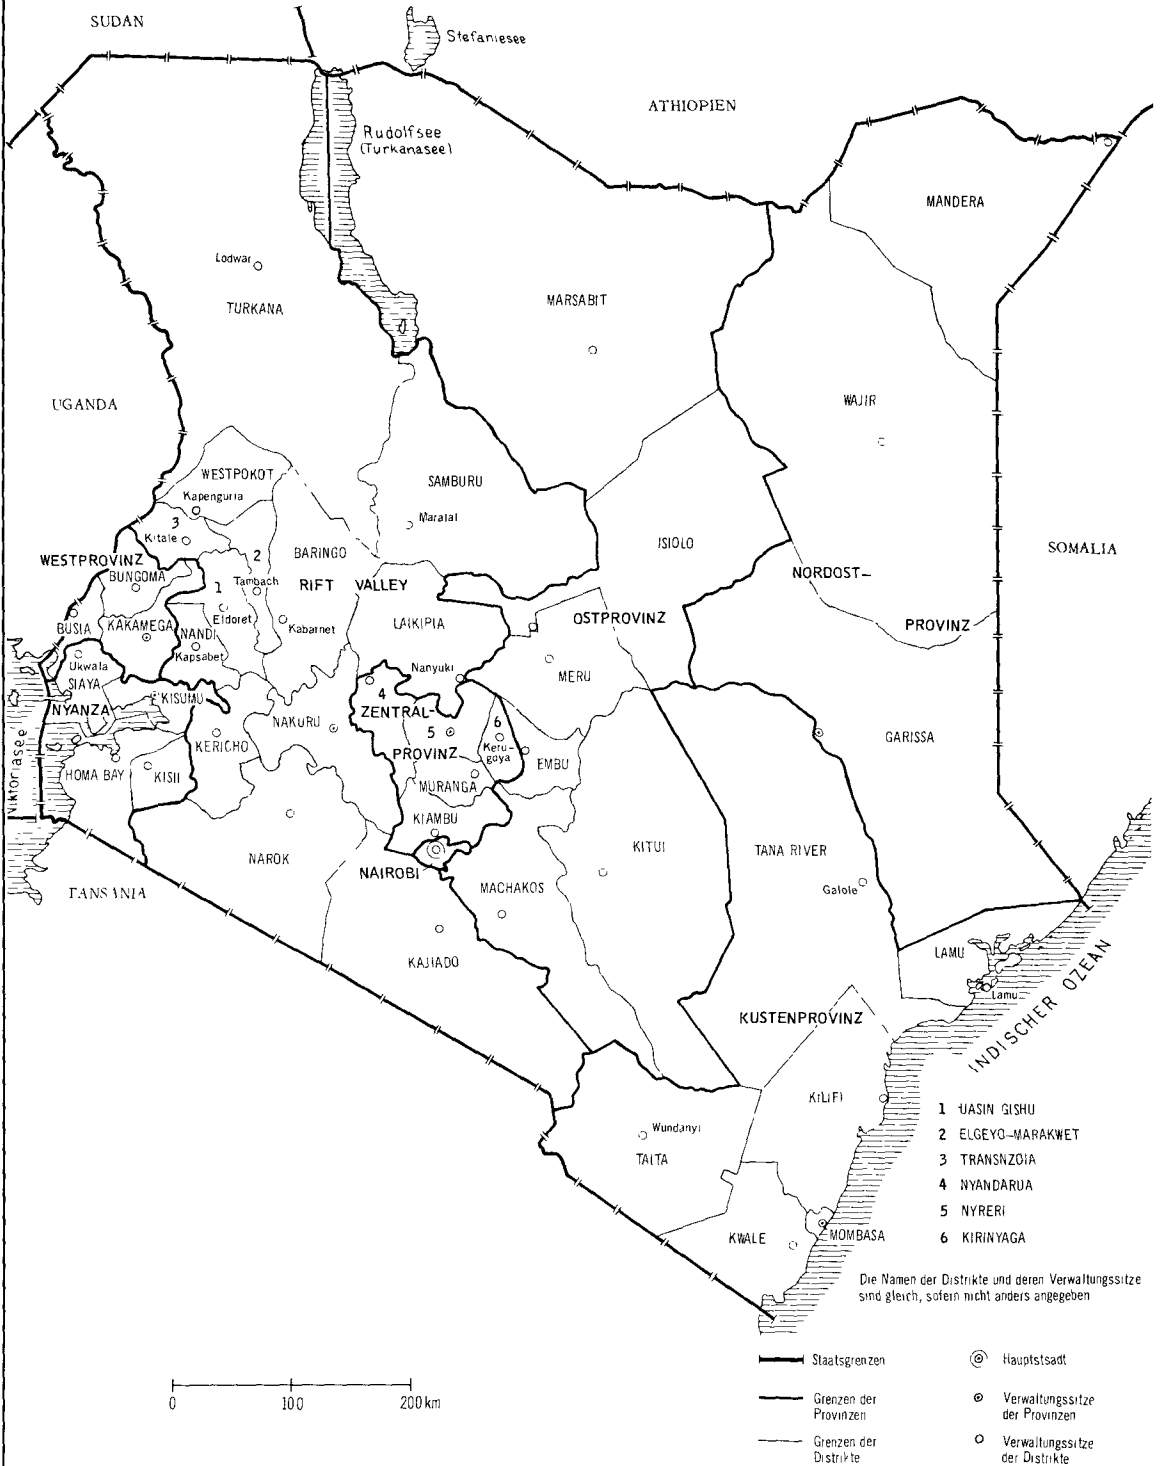 SUDAN
Stefaniesee
ATHIOPIEN
Rudolfsee
(Turkanasee)
MANDERA
Lodwar
TURKANA
MARSABIT
UGANDA
WAJIR
WESTPOKOT
SAMBURU
Kapenguria
3
Kitale
Maralal
2
BARINGO
ISIOLO
SOMALIA
WESTPROVINZ
BUNGOMA
NORDOST-
Tambach
RIFT VALLEY
1
Eldoret
Kabarnet
LAIKIPIA
OSTPROVINZ
PROVINZ
BUSIA
KAKAMEGA
NANDI
Kapsabet
Ukwala
SIAYA
Nanyuki
MERU
KISUMU
NYANZA
4
ZENTRAL-
NAKURU
6
5
KERICHO
PROVINZ
Keru-
goya
GARISSA
HOMA BAY
KISII
EMBU
MURANGA
Niktoriasee
KIAMBU
KITUI
TANA RIVER
NAROK
NAIROBI
MACHAKOS
Galole
TANSANIA
KAJIADO
LAMU
Lamu
INDISCHER OZEAN
KUSTENPROVINZ
KILIFI
Wundanyi
TAITA
KWALE
MOMBASA
1 UASIN GISHU
2 ELGEYO-MARAKWET
3 TRANSNZOIA
4 NYANDARUA
5 NYRERI
6 KIRINYAGA
Die Namen der Distrikte und deren Verwaltungssitze
sind gleich, sofern nicht anders angegeben
Staatsgrenzen
Hauptstsadt
0 100 200 km
Grenzen der
Provinzen
Verwaltungssitze
der Provinzen
Grenzen der
Distrikte
Verwaltungssitze
der Distrikte